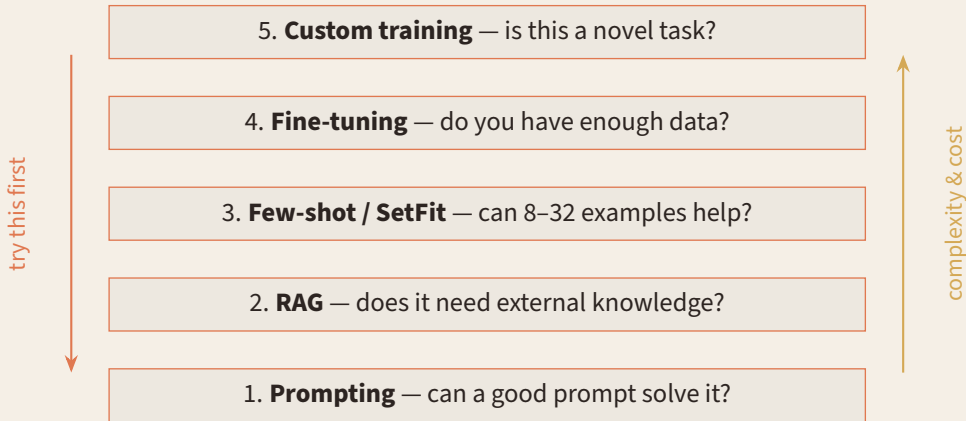 5. Custom training — is this a novel task?
4. Fine-tuning — do you have enough data?
3. Few-shot / SetFit — can 8–32 examples help?
2. RAG — does it need external knowledge?
1. Prompting — can a good prompt solve it?
try this first
complexity & cost